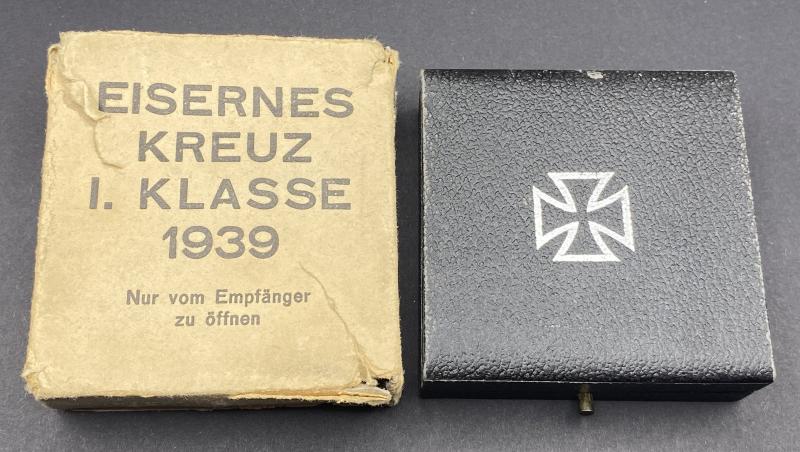 EISERNES
KREUZ
I. KLASSE
1939
Nur vom Empfänger
zu öffnen